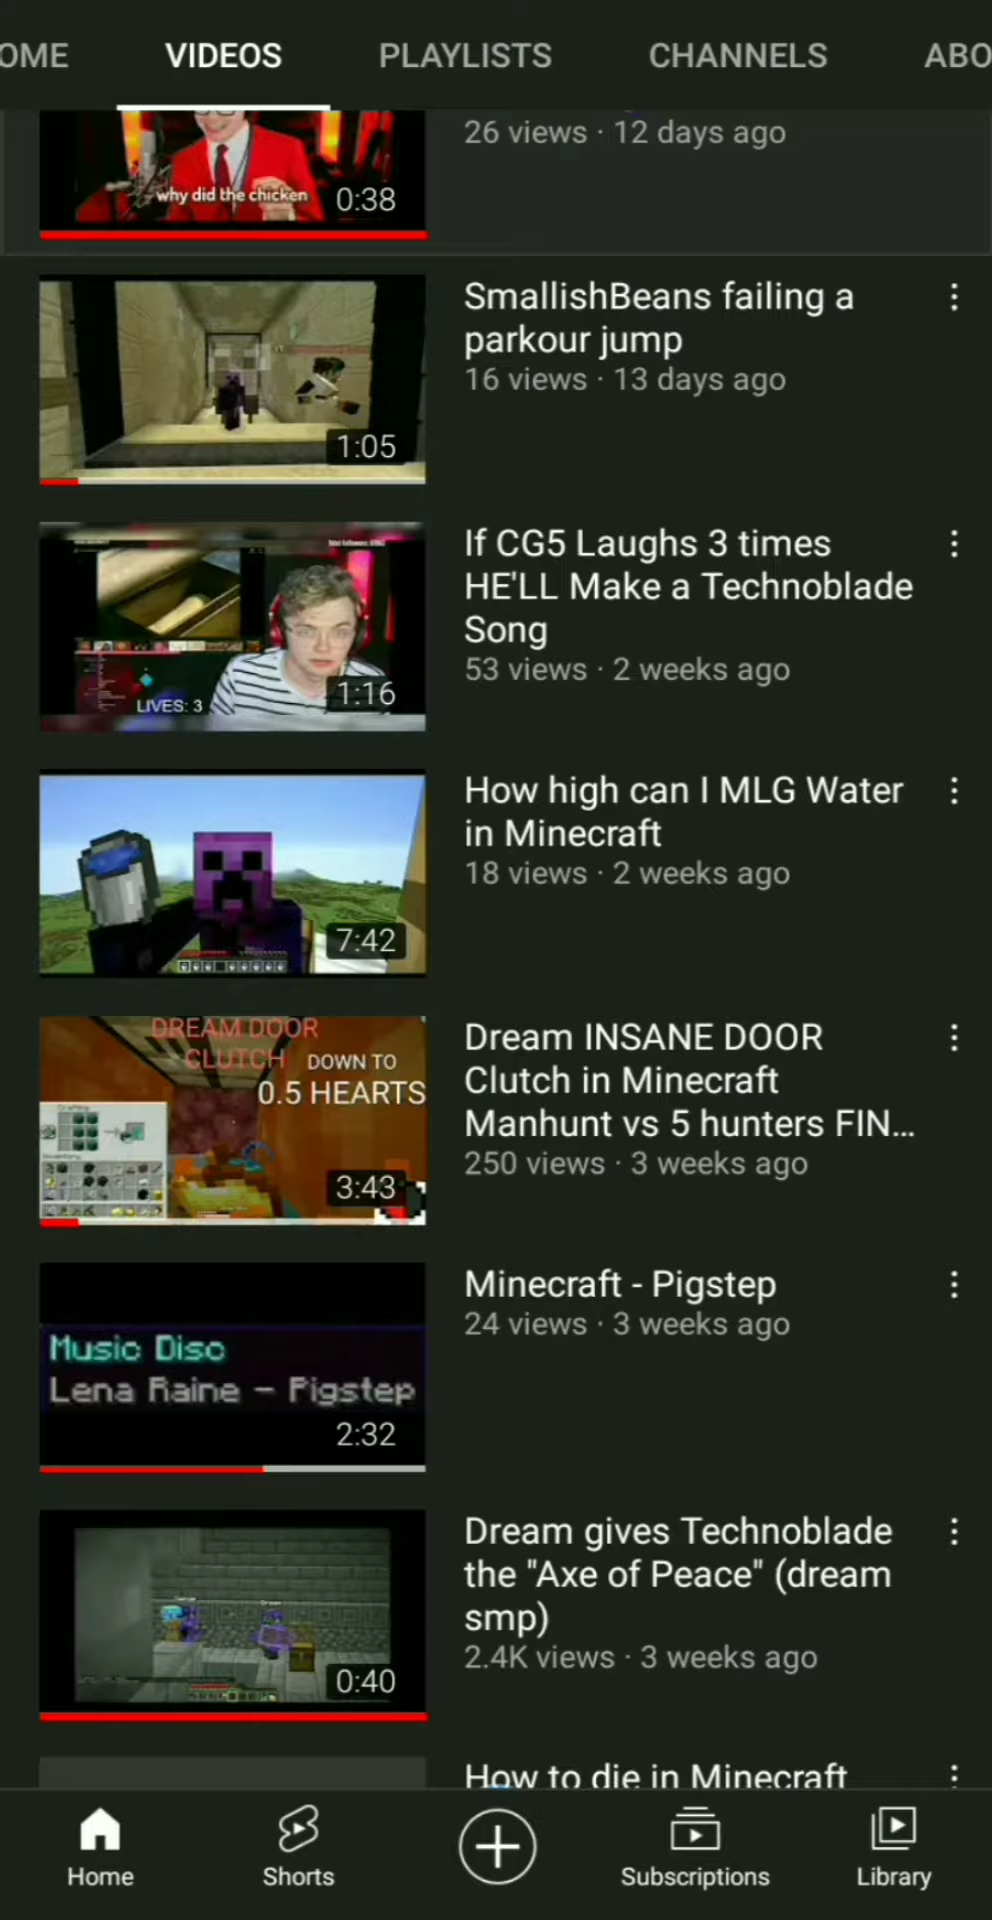 OME VIDEOS PLAYLISTS CHANNELS ABO
26 views · 12 days ago
why did the chicken
0:38
SmallishBeans failing a
parkour jump
16 views · 13 days ago
1:05
If CG5 Laughs 3 times
HE'LL Make a Technoblade
Song
53 views · 2 weeks ago
LIVES: 3
1:16
How high can I MLG Water
in Minecraft
18 views · 2 weeks ago
7:42
DREAM DOOR
CLUTCH
DOWN TO
0.5 HEARTS
Crafting
3:43
Dream INSANE DOOR
Clutch in Minecraft
Manhunt vs 5 hunters FIN...
250 views · 3 weeks ago
Music Disc
Lena Raine - Pigstep
2:32
Minecraft - Pigstep
24 views · 3 weeks ago
0:40
Dream gives Technoblade
the "Axe of Peace" (dream
smp)
2.4K views · 3 weeks ago
How to die in Minecraft
Home Shorts Subscriptions Library